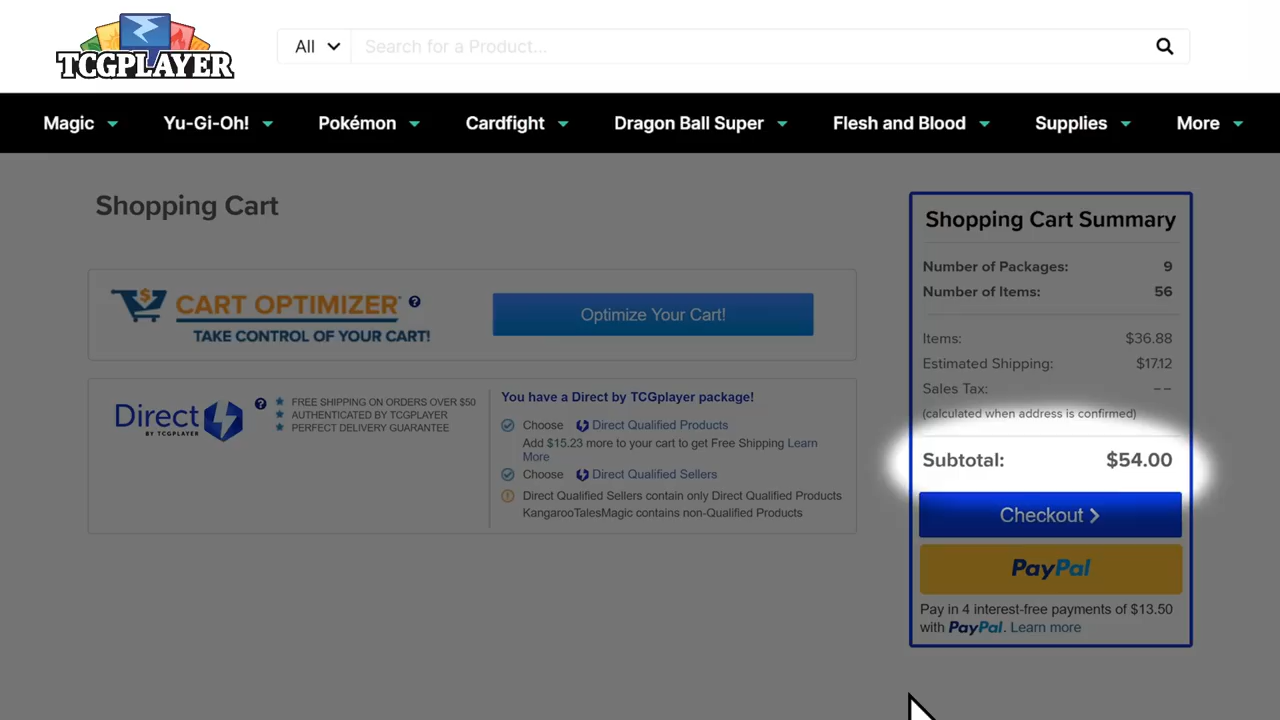 TCGPLAYER
All
Search for a Product...
Magic
Yu-Gi-Oh!
Pokémon
Cardfight
Dragon Ball Super
Flesh and Blood
Supplies
More
Shopping Cart
CART OPTIMIZER
TAKE CONTROL OF YOUR CART!
Optimize Your Cart!
Direct
BY TCGPLAYER
FREE SHIPPING ON ORDERS OVER $50
AUTHENTICATED BY TCGPLAYER
PERFECT DELIVERY GUARANTEE
You have a Direct by TCGplayer package!
Choose Direct Qualified Products
Add $15.23 more to your cart to get Free Shipping Learn
More
Choose Direct Qualified Sellers
Direct Qualified Sellers contain only Direct Qualified Products
KangarooTalesMagic contains non-Qualified Products
Shopping Cart Summary
Number of Packages: 9
Number of Items: 56
Items: $36.88
Estimated Shipping: $17.12
Sales Tax: --
(calculated when address is confirmed)
Subtotal: $54.00
Checkout
PayPal
Pay in 4 interest-free payments of $13.50
with PayPal. Learn more